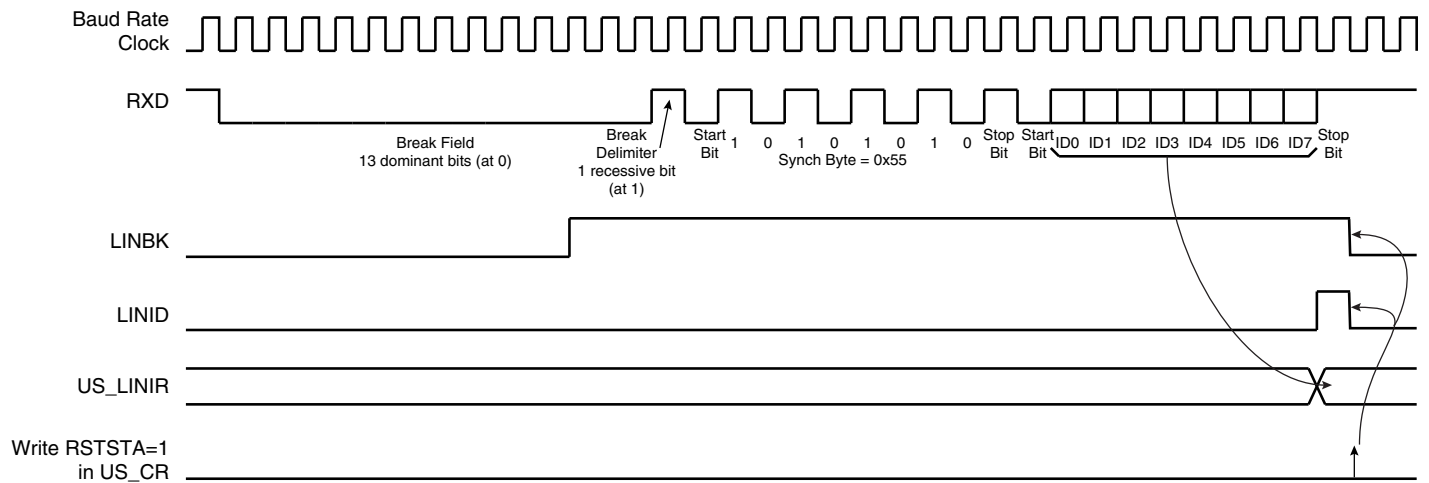 Baud Rate
Clock
RXD
Break Field
13 dominant bits (at 0)
Break
Delimiter
1 recessive bit
(at 1)
Start
Bit
1 0 1 0 1 0 1 0
Synch Byte = 0x55
Stop
Bit
Start
Bit
ID0 ID1 ID2 ID3 ID4 ID5 ID6 ID7
Stop
Bit
LINBK
LINID
US_LINIR
Write RSTSTA=1
in US_CR